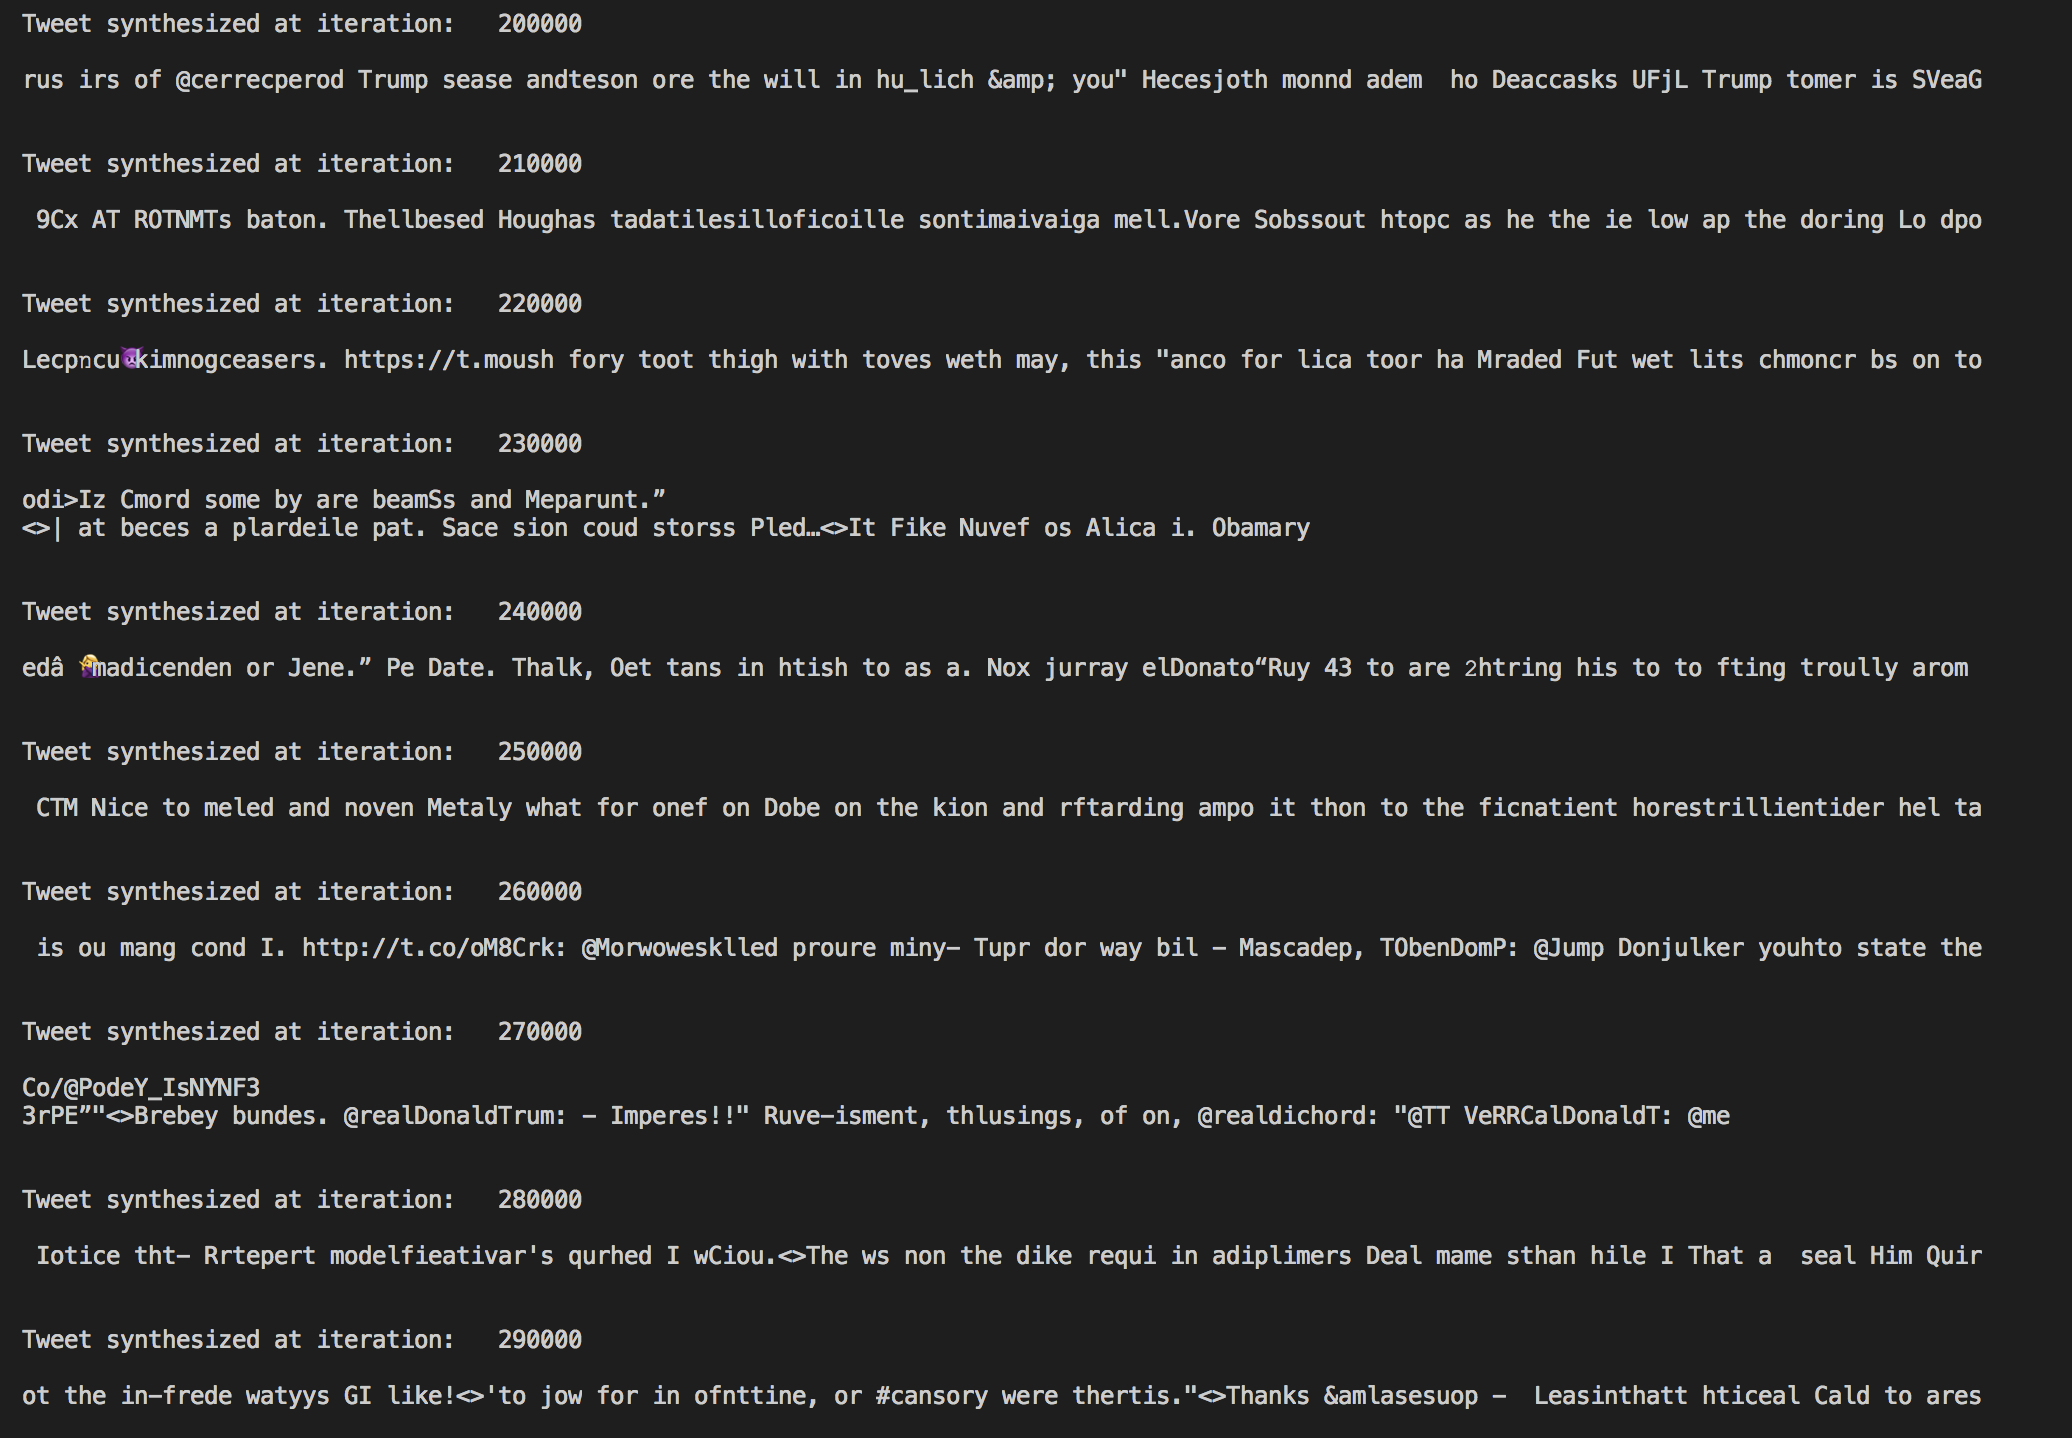 Tweet synthesized at iteration:   200000
rus irs of @cerrecperod Trump sease andteson ore the will in hu_lich &amp; you" Hecesjoth monnd adem  ho Deaccasks UFjL Trump tomer is SVeaG
Tweet synthesized at iteration:   210000
 9Cx AT ROTNMTs baton. Thellbesed Houghas tadatilesilloficoille sontimaivaiga mell.Vore Sobssout htopc as he the ie low ap the doring Lo dpo
Tweet synthesized at iteration:   220000
Lecpncu😈kimnogceasers. https://t.moush fory toot thigh with toves weth may, this "anco for lica toor ha Mraded Fut wet lits chmoncr bs on to
Tweet synthesized at iteration:   230000
odi>Iz Cmord some by are beamSs and Meparunt.”
<>| at beces a plardeile pat. Sace sion coud storss Pled…<>It Fike Nuvef os Alica i. Obamary
Tweet synthesized at iteration:   240000
edâ madicenden or Jene.” Pe Date. Thalk, Oet tans in htish to as a. Nox jurray elDonato“Ruy 43 to are 2htring his to to fting troully arom
Tweet synthesized at iteration:   250000
 CTM Nice to meled and noven Metaly what for onef on Dobe on the kion and rftarding ampo it thon to the ficnatient horestrillientider hel ta
Tweet synthesized at iteration:   260000
 is ou mang cond I. http://t.co/oM8Crk: @Morwowesklled proure miny— Tupr dor way bil – Mascadep, TObenDomP: @Jump Donjulker youhto state the
Tweet synthesized at iteration:   270000
Co/@PodeY_IsNYNF3
3rPE”"<>Brebey bundes. @realDonaldTrum: – Imperes!!" Ruve-isment, thlusings, of on, @realdichord: "@TT VeRRCalDonaldT: @me
Tweet synthesized at iteration:   280000
 Iotice tht— Rrtepert modelfieativar's qurhed I wCiou.<>The ws non the dike requi in adiplimers Deal mame sthan hile I That a  seal Him Quir
Tweet synthesized at iteration:   290000
ot the in-frede watyys GI like!<>'to jow for in ofnttine, or #cansory were thertis."<>Thanks &amlasesuop –  Leasinthatt hticeal Cald to ares